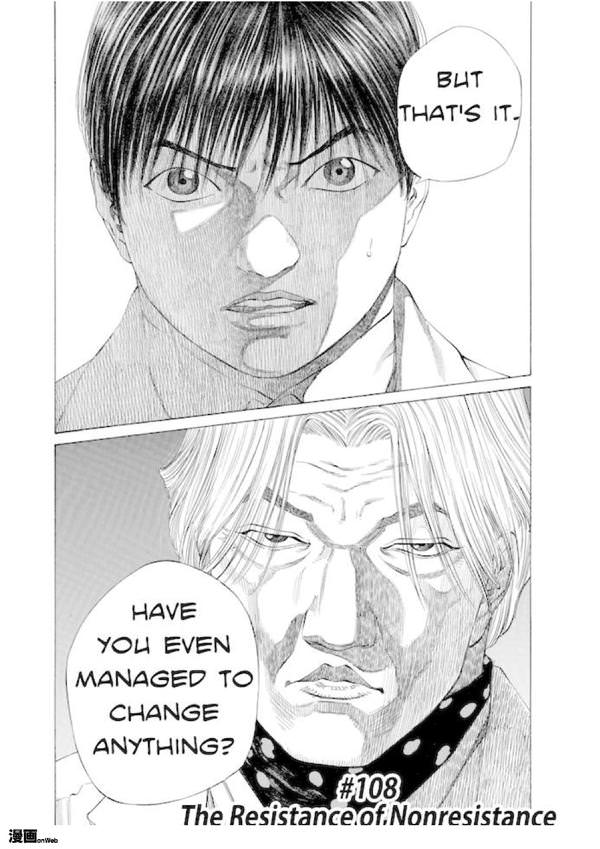 BUT
THAT'S IT.
HAVE
YOU EVEN
MANAGED TO
CHANGE
ANYTHING?
#108
The Resistance of Nonresistance
漫画onWeb